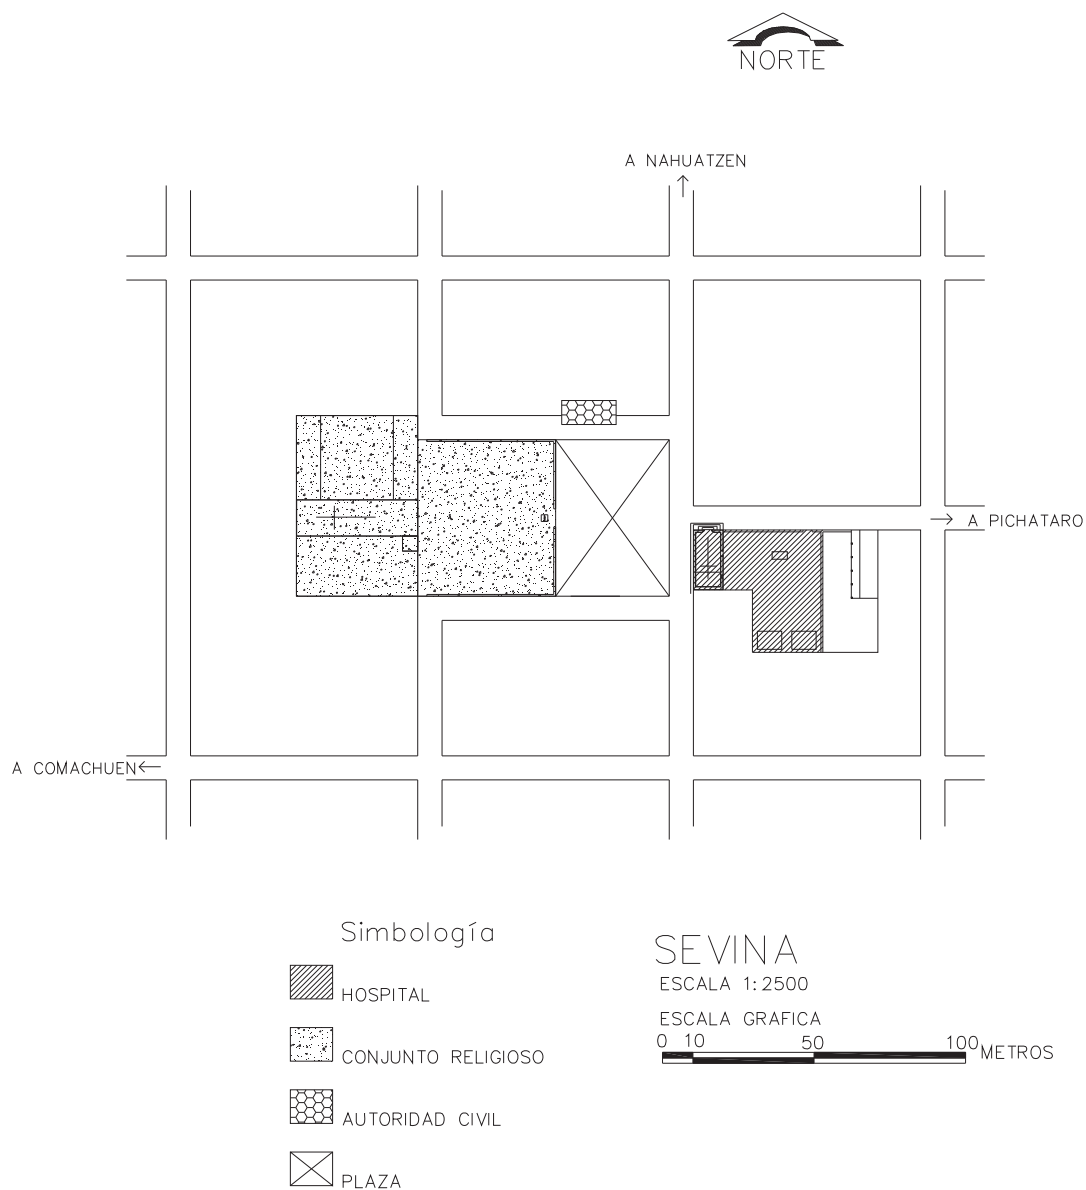 NORTE
A NAHUATZEN
A PICHATARO
A COMACHUEN
Simbología
HOSPITAL
CONJUNTO RELIGIOSO
AUTORIDAD CIVIL
PLAZA
SEVINA
ESCALA 1:2500
ESCALA GRAFICA
0 10 50 100 METROS